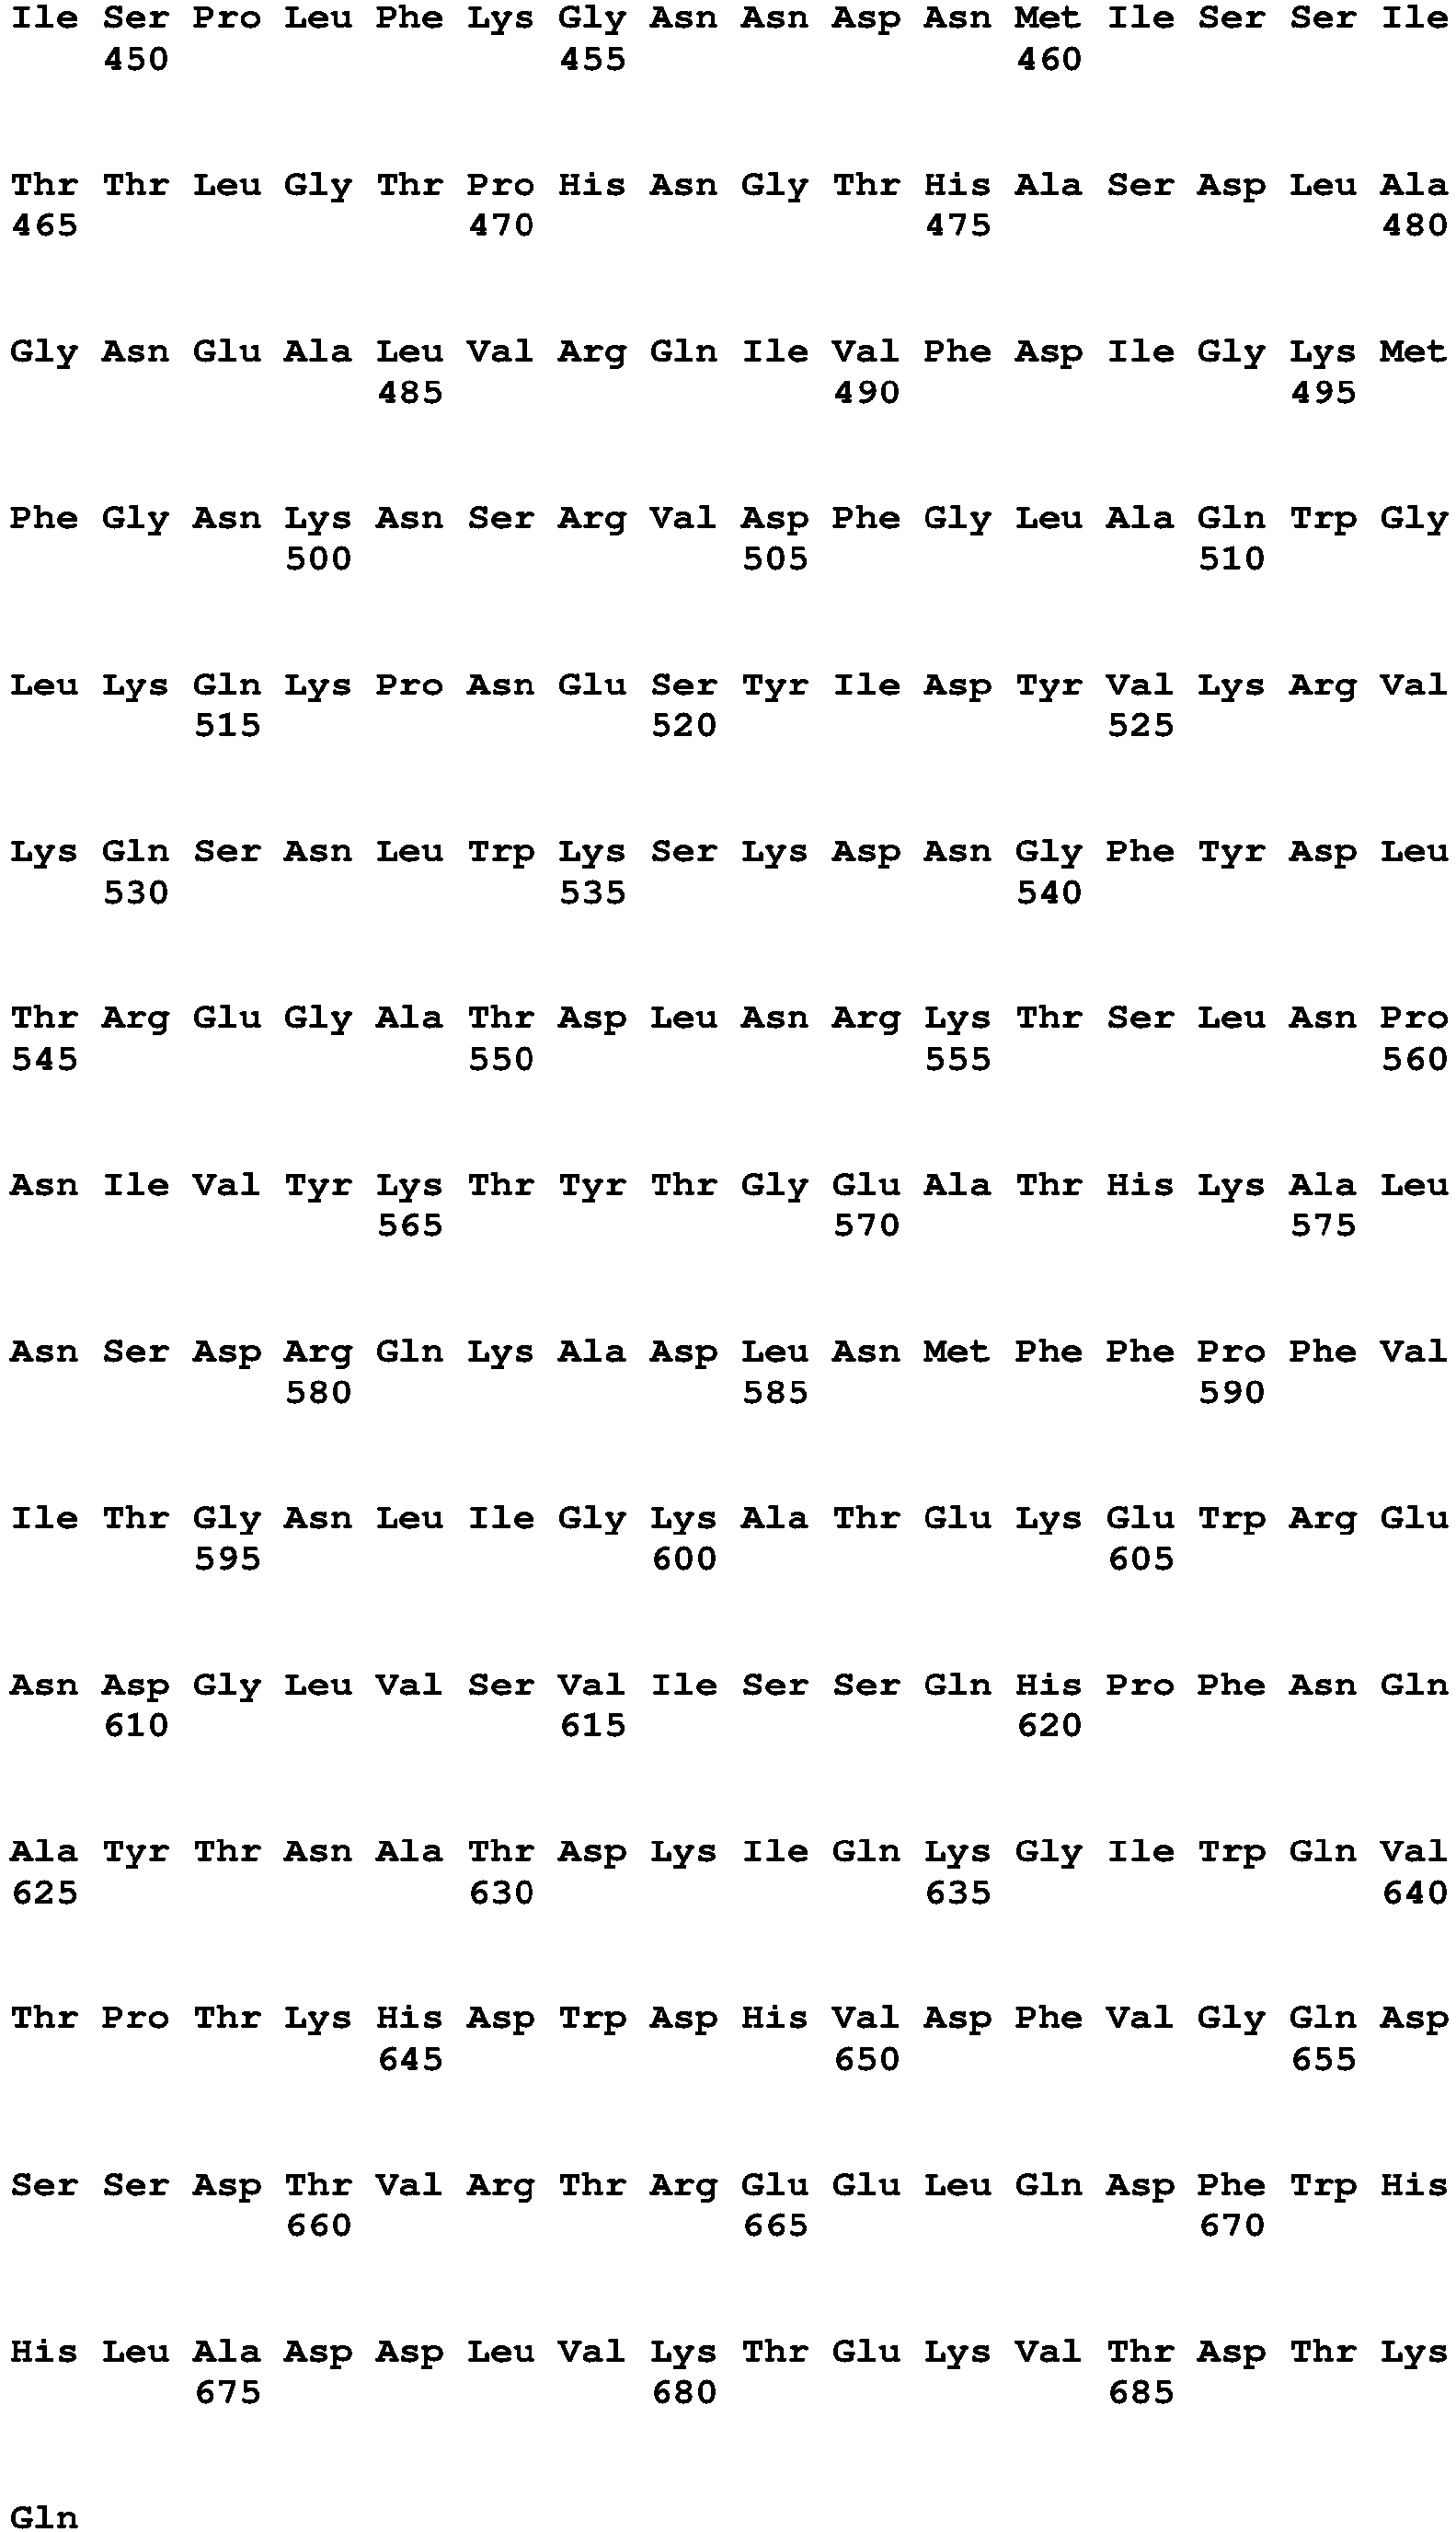 Ile Ser Pro Leu Phe Lys Gly Asn Asn Asp Asn Met Ile Ser Ser Ile
450 455 460
Thr Thr Leu Gly Thr Pro His Asn Gly Thr His Ala Ser Asp Leu Ala
465 470 475 480
Gly Asn Glu Ala Leu Val Arg Gln Ile Val Phe Asp Ile Gly Lys Met
485 490 495
Phe Gly Asn Lys Asn Ser Arg Val Asp Phe Gly Leu Ala Gln Trp Gly
500 505 510
Leu Lys Gln Lys Pro Asn Glu Ser Tyr Ile Asp Tyr Val Lys Arg Val
515 520 525
Lys Gln Ser Asn Leu Trp Lys Ser Lys Asp Asn Gly Phe Tyr Asp Leu
530 535 540
Thr Arg Glu Gly Ala Thr Asp Leu Asn Arg Lys Thr Ser Leu Asn Pro
545 550 555 560
Asn Ile Val Tyr Lys Thr Tyr Thr Gly Glu Ala Thr His Lys Ala Leu
565 570 575
Asn Ser Asp Arg Gln Lys Ala Asp Leu Asn Met Phe Phe Pro Phe Val
580 585 590
Ile Thr Gly Asn Leu Ile Gly Lys Ala Thr Glu Lys Glu Trp Arg Glu
595 600 605
Asn Asp Gly Leu Val Ser Val Ile Ser Ser Gln His Pro Phe Asn Gln
610 615 620
Ala Tyr Thr Asn Ala Thr Asp Lys Ile Gln Lys Gly Ile Trp Gln Val
625 630 635 640
Thr Pro Thr Lys His Asp Trp Asp His Val Asp Phe Val Gly Gln Asp
645 650 655
Ser Ser Asp Thr Val Arg Thr Arg Glu Glu Leu Gln Asp Phe Trp His
660 665 670
His Leu Ala Asp Asp Leu Val Lys Thr Glu Lys Val Thr Asp Thr Lys
675 680 685
Gln